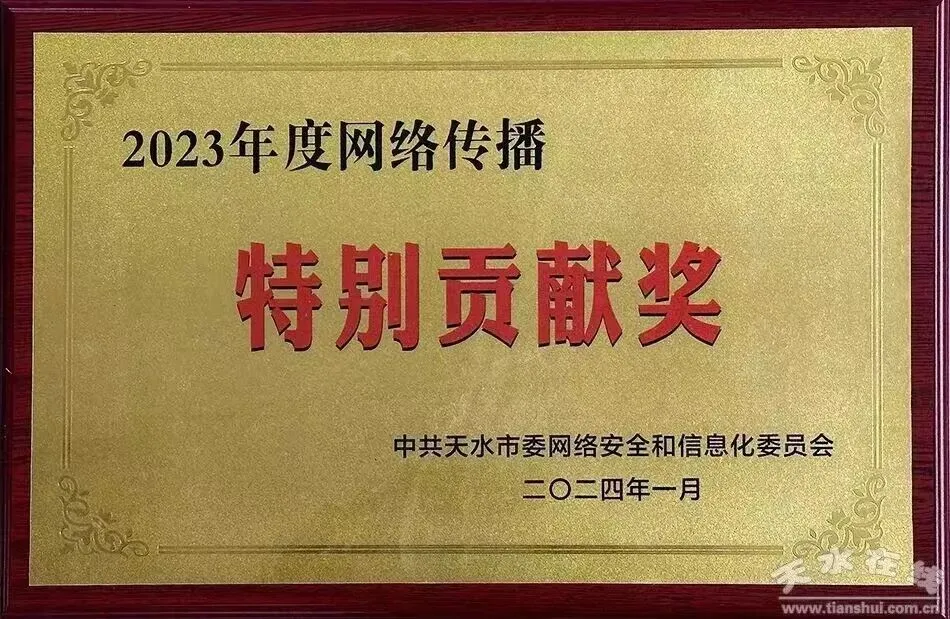 2023年度网络传播
特别贡献奖
中共天水市委网络安全和信息化委员会
二〇二四年一月
天水在线
www.tianshui.com.cn